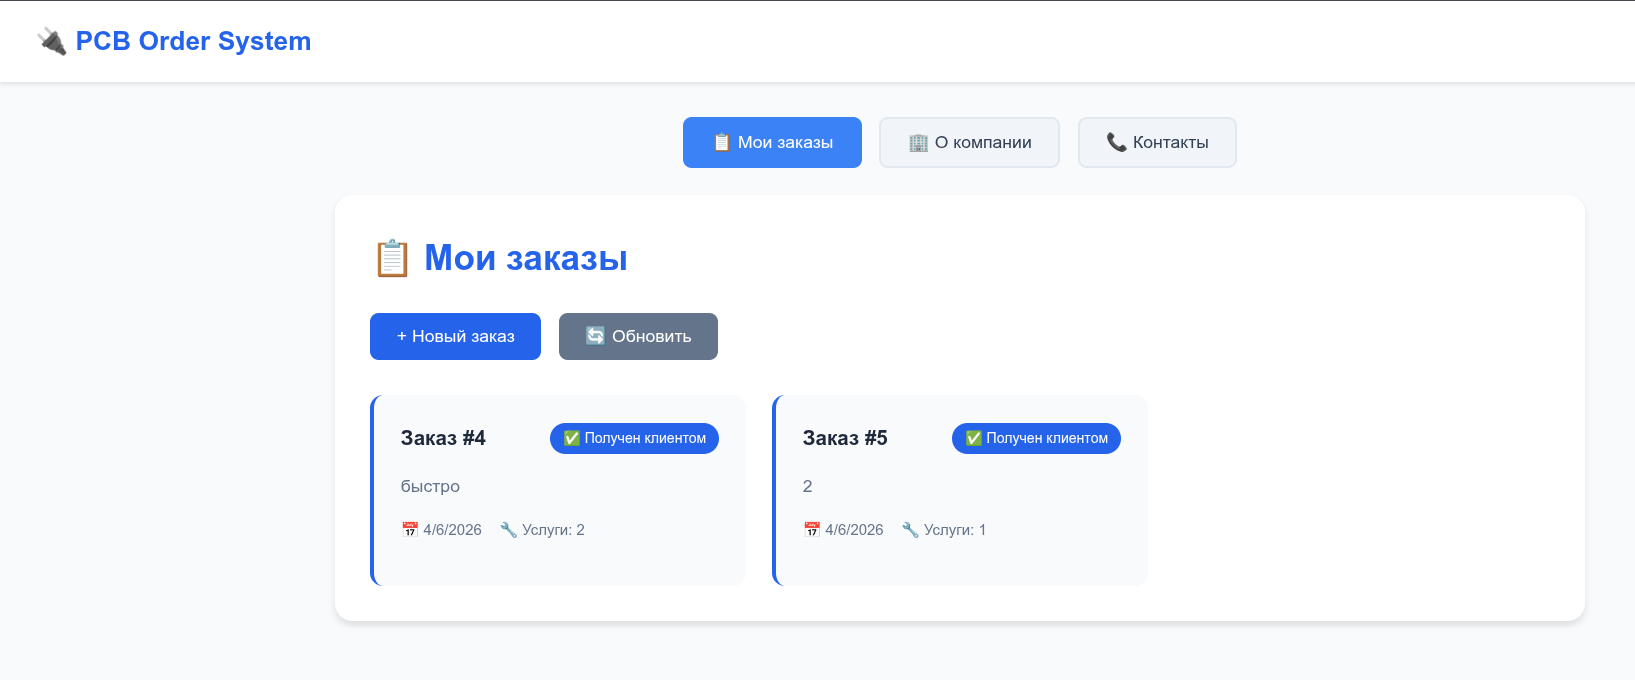 🔌 PCB Order System
📋 Мои заказы
🏢 О компании
📞 Контакты
📋 Мои заказы
+ Новый заказ
🔄 Обновить
Заказ #4
✅ Получен клиентом
быстро
📅 4/6/2026 🔧 Услуги: 2
Заказ #5
✅ Получен клиентом
2
📅 4/6/2026 🔧 Услуги: 1